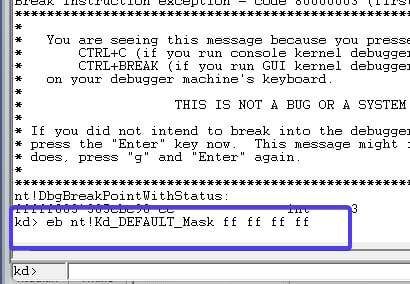 Break instruction exception - code 80000003 (first
*******************************************************
*
*   You are seeing this message because you presse
*       CTRL+C (if you run console kernel debugger
*       CTRL+BREAK (if you run GUI kernel debugger
*   on your debugger machine's keyboard.
*
*                   THIS IS NOT A BUG OR A SYSTEM
*
* If you did not intend to break into the debugger
* press the "Enter" key now.  This message might i
* does, press "g" and "Enter" again.
*
*******************************************************
nt!DbgBreakPointWithStatus:
cc int 3
kd> eb nt!Kd_DEFAULT_Mask ff ff ff ff
kd>